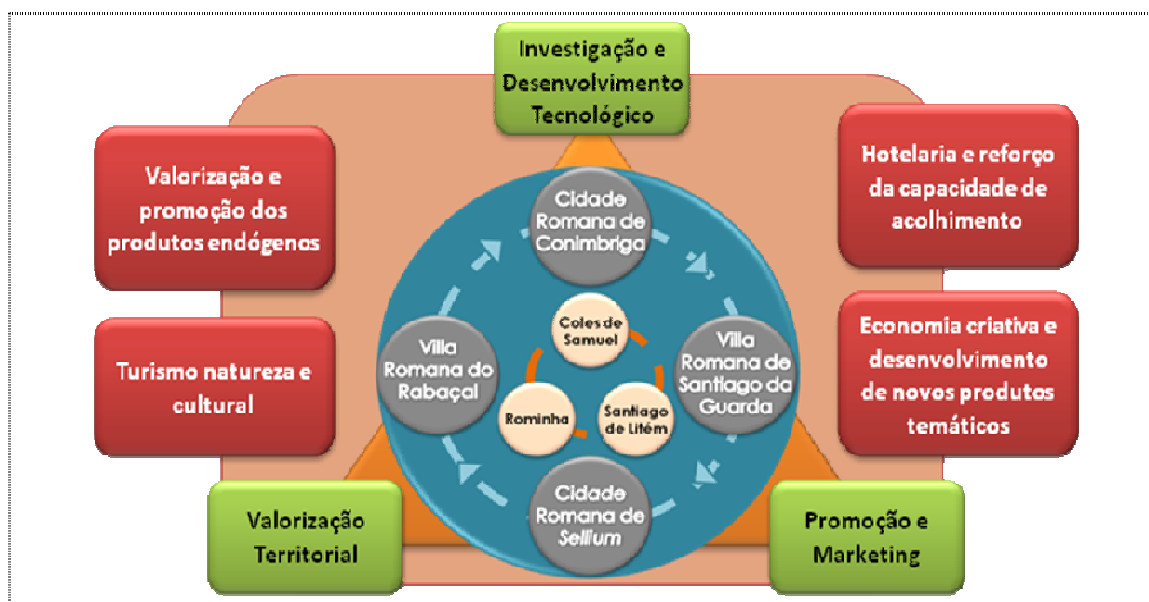 Investigação e
Desenvolvimento
Tecnológico
Valorização e
promoção dos
produtos endógenos
Hotelaria e reforço
da capacidade de
acolhimento
Cidade
Romana de
Conimbriga
Turismo natureza e
cultural
Villa
Romana do
Rabaçal
Coles de
Samuel
Rominha
Santiago
de Litém
Villa
Romana de
Santiago da
Guarda
Economia criativa e
desenvolvimento
de novos produtos
temáticos
Cidade
Romana de
Sellium
Valorização
Territorial
Promoção e
Marketing